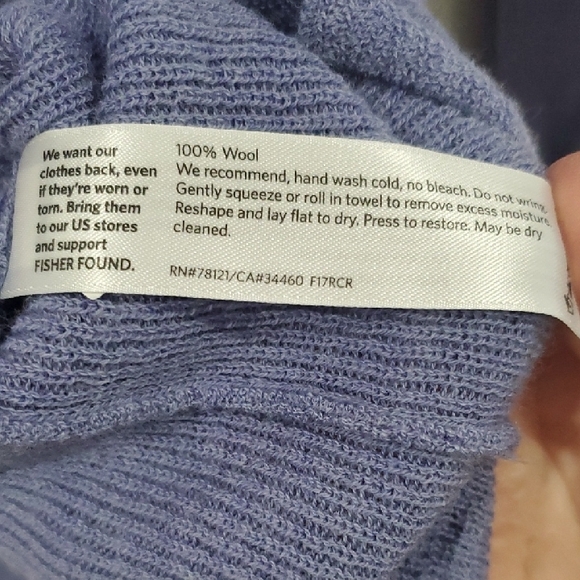 We want our
clothes back, even
if they're worn or
torn. Bring them
to our US stores
and support
FISHER FOUND.
100% Wool
We recommend, hand wash cold, no bleach. Do not wring.
Gently squeeze or roll in towel to remove excess moisture.
Reshape and lay flat to dry. Press to restore. May be dry
cleaned.
RN#78121/CA#34460 F17RCR